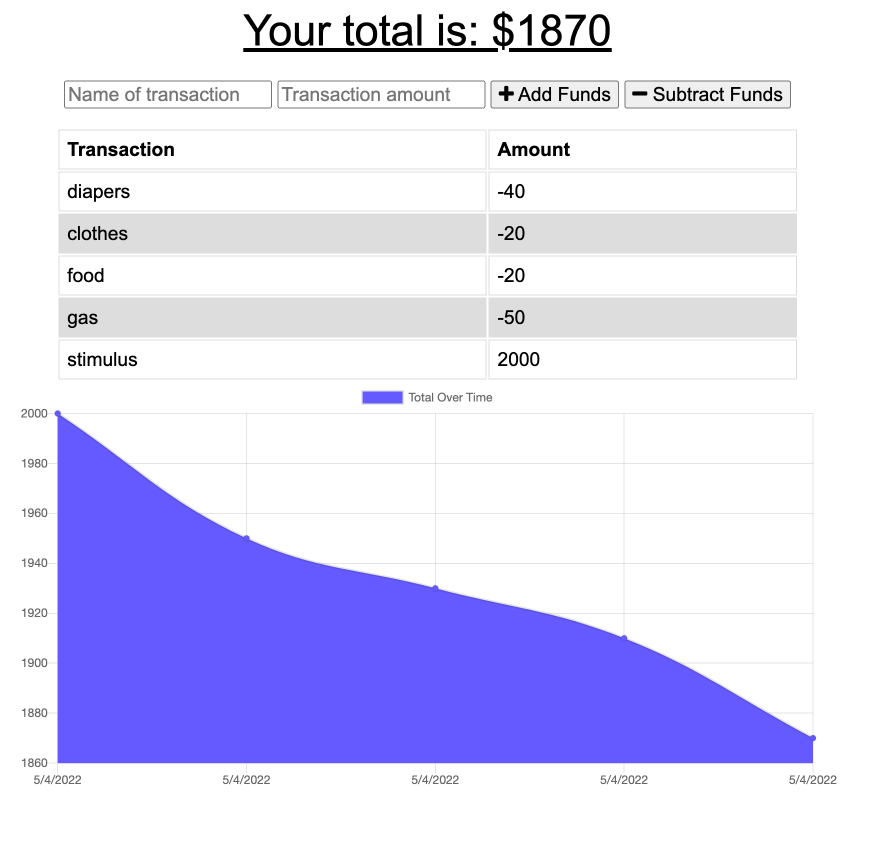 Your total is: $1870
Name of transaction Transaction amount + Add Funds − Subtract Funds
Transaction Amount
diapers -40
clothes -20
food -20
gas -50
stimulus 2000
Total Over Time
2000
1980
1960
1940
1920
1900
1880
1860
5/4/2022 5/4/2022 5/4/2022 5/4/2022 5/4/2022